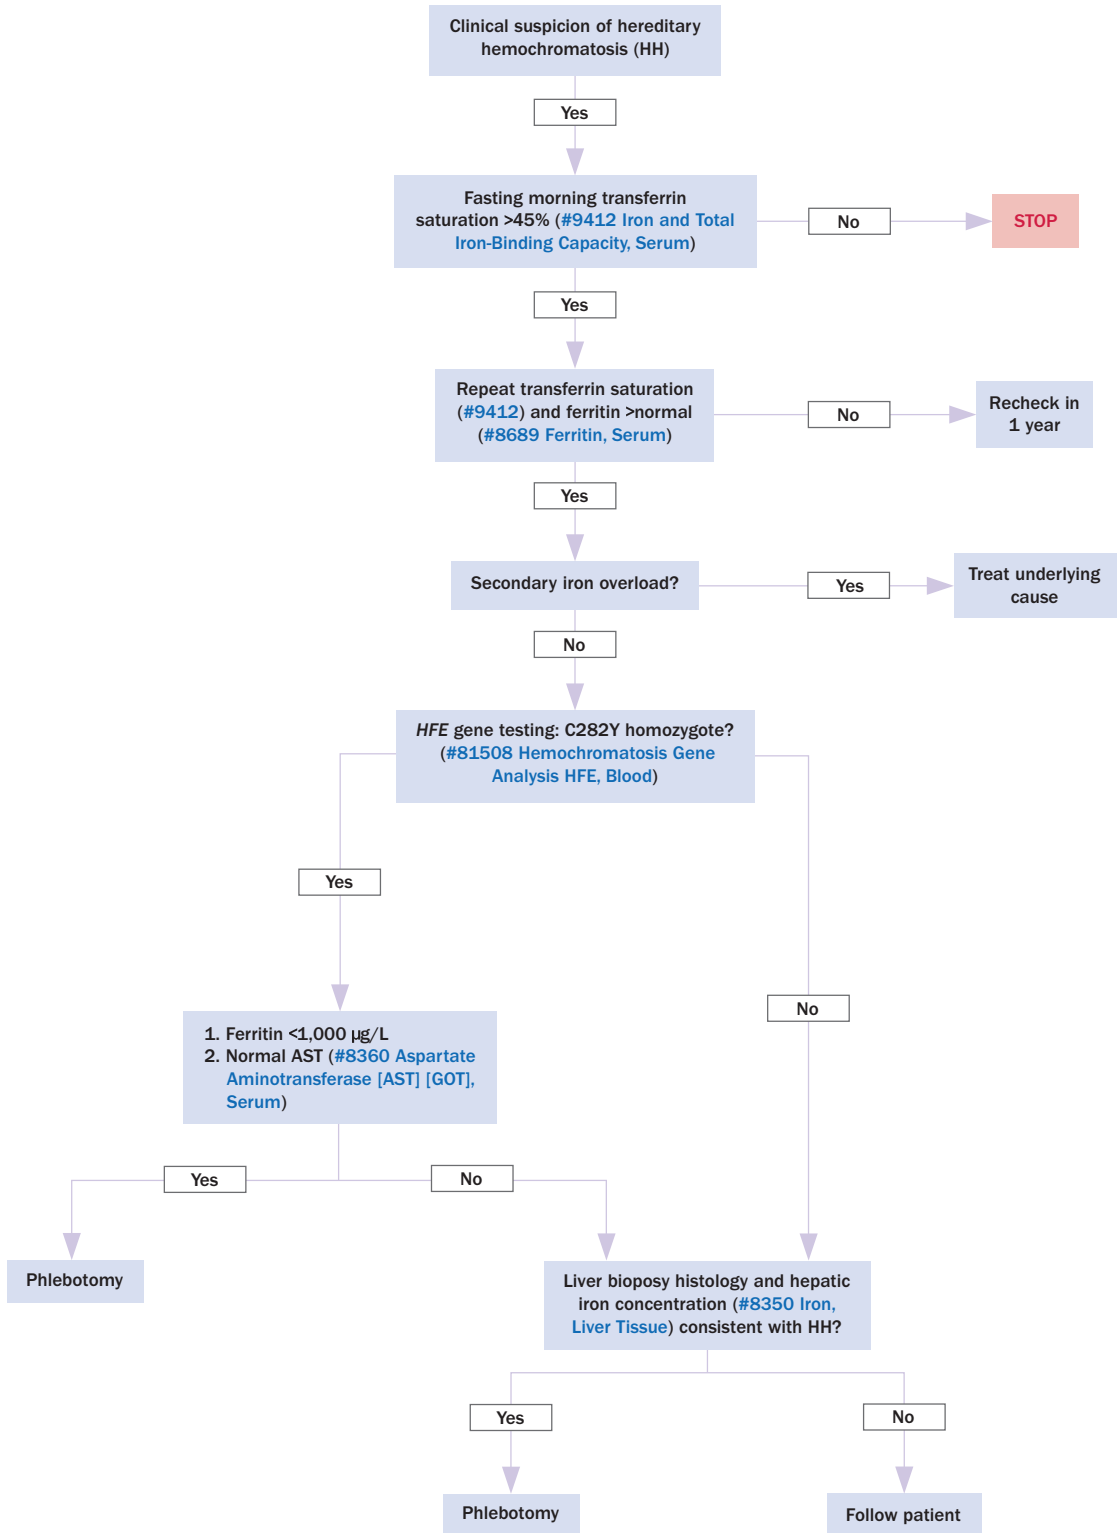 Clinical suspicion of hereditary
hemochromatosis (HH)
Yes
Fasting morning transferrin
saturation >45% (#9412 Iron and Total
Iron-Binding Capacity, Serum)
No
STOP
Yes
Repeat transferrin saturation
(#9412) and ferritin >normal
(#8689 Ferritin, Serum)
No
Recheck in
1 year
Yes
Secondary iron overload?
Yes
Treat underlying
cause
No
HFE gene testing: C282Y homozygote?
(#81508 Hemochromatosis Gene
Analysis HFE, Blood)
Yes
No
1. Ferritin <1,000 µg/L
2. Normal AST (#8360 Aspartate
Aminotransferase [AST] [GOT],
Serum)
Yes
No
Phlebotomy
Liver bioposy histology and hepatic
iron concentration (#8350 Iron,
Liver Tissue) consistent with HH?
Yes
No
Phlebotomy
Follow patient